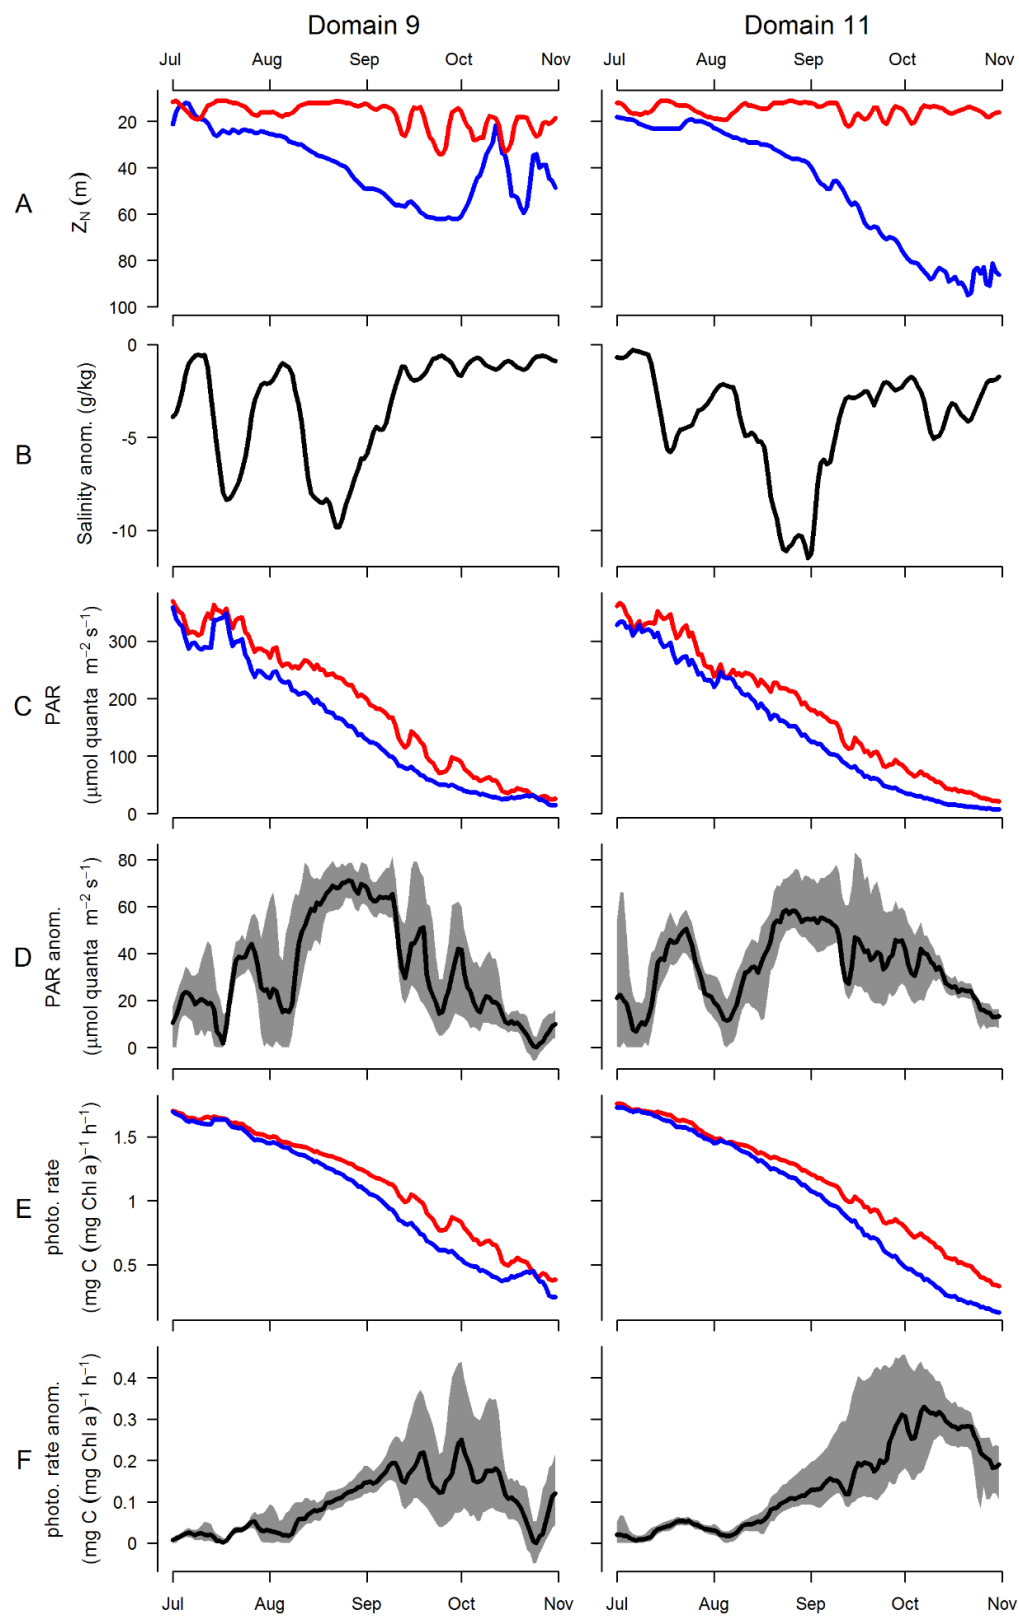 Domain 9 Domain 11
Jul Aug Sep Oct Nov Jul Aug Sep Oct Nov
A
Z_N (m)
20
40
60
80
100
B
Salinity anom. (g/kg)
0
-5
-10
C
PAR
(μmol quanta m⁻² s⁻¹)
300
200
100
0
D
PAR anom.
(μmol quanta m⁻² s⁻¹)
80
60
40
20
0
E
photo. rate
(mg C (mg Chl a)⁻¹ h⁻¹)
1.5
1
0.5
F
photo. rate anom.
(mg C (mg Chl a)⁻¹ h⁻¹)
0.4
0.3
0.2
0.1
0
Jul Aug Sep Oct Nov Jul Aug Sep Oct Nov